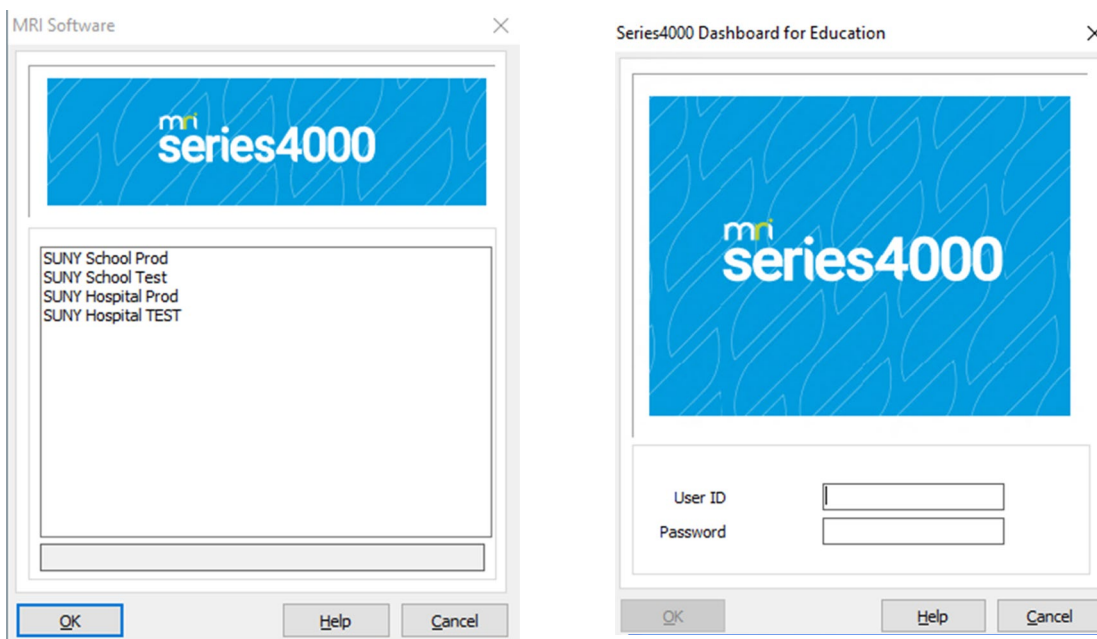 MRI Software
mri
series4000
SUNY School Prod
SUNY School Test
SUNY Hospital Prod
SUNY Hospital TEST
OK
Help
Cancel
Series4000 Dashboard for Education
mri
series4000
User ID
Password
OK
Help
Cancel